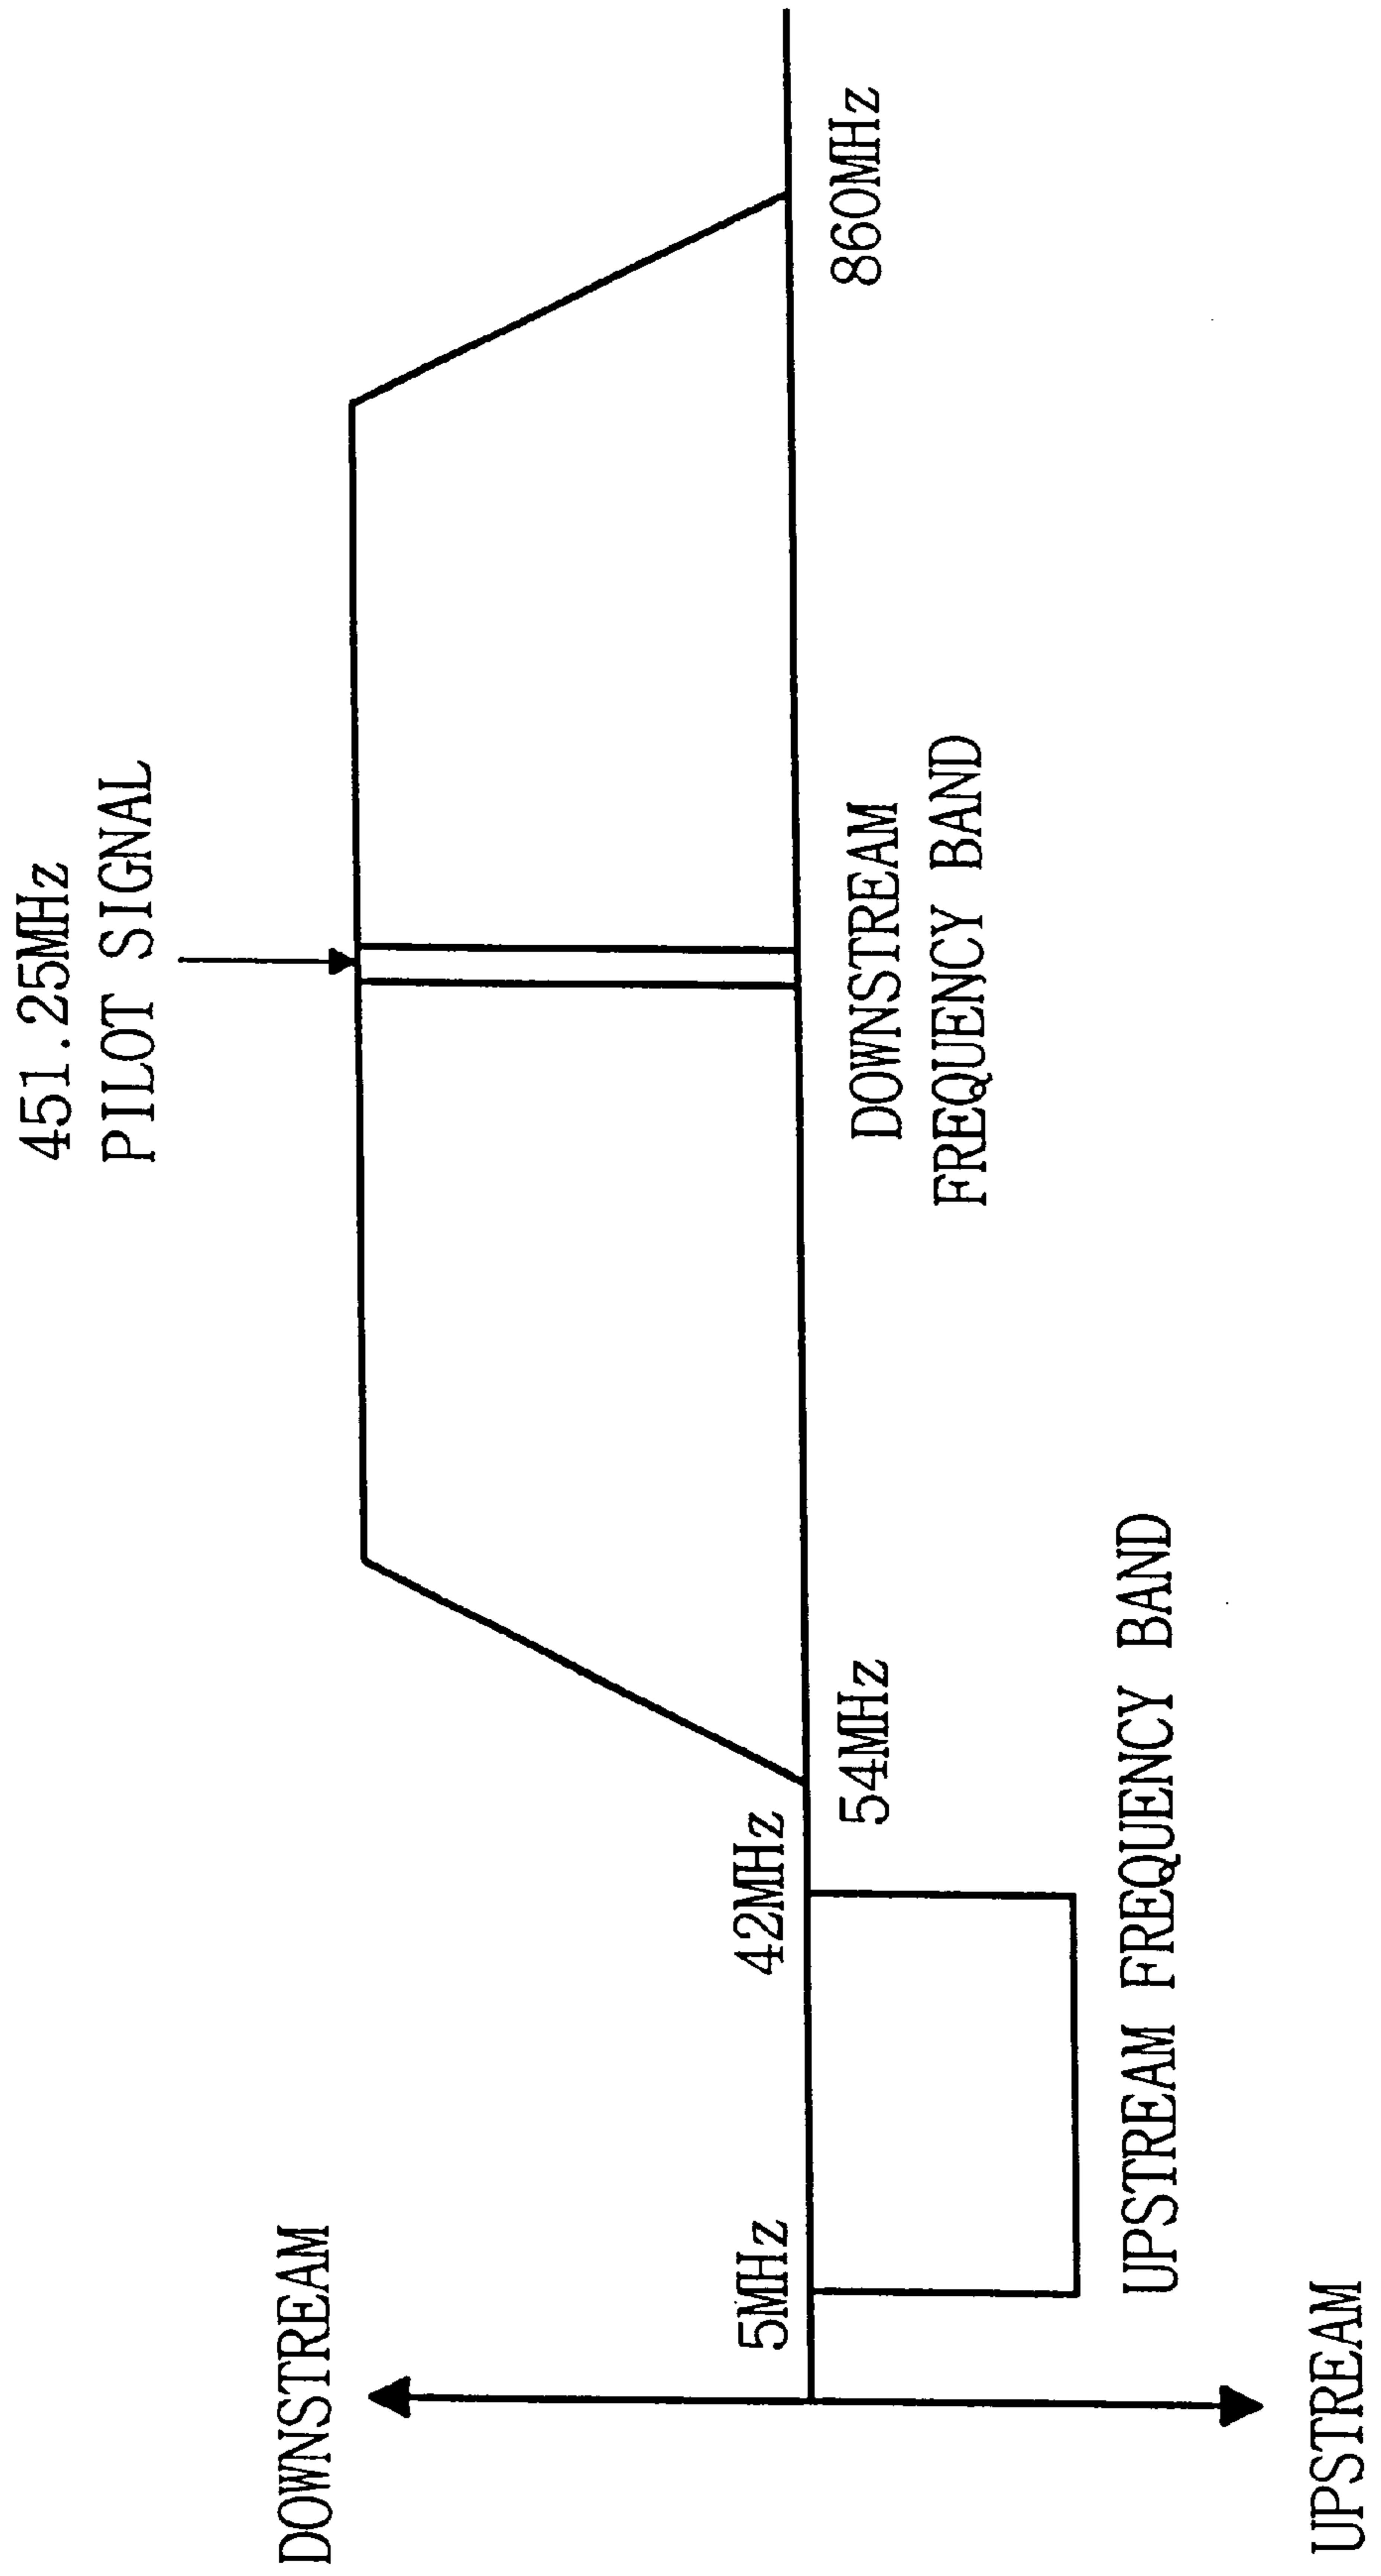 451.25MHz
PILOT SIGNAL
DOWNSTREAM
5MHz
42MHz
54MHz
860MHz
DOWNSTREAM
FREQUENCY BAND
UPSTREAM FREQUENCY BAND
UPSTREAM